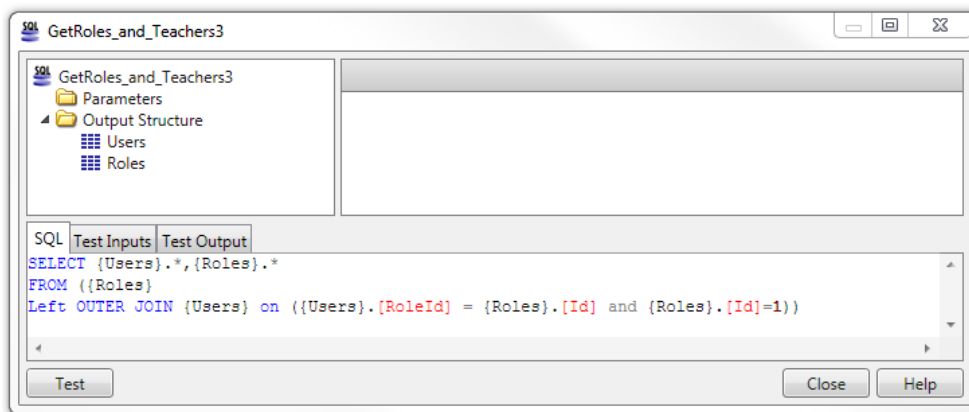 GetRoles_and_Teachers3
SQL GetRoles_and_Teachers3
Parameters
Output Structure
Users
Roles
SQL Test Inputs Test Output
SELECT {Users}.*,{Roles}.*
FROM ({Roles}
Left OUTER JOIN {Users} on ({Users}.[RoleId] = {Roles}.[Id] and {Roles}.[Id]=1))
Test Close Help